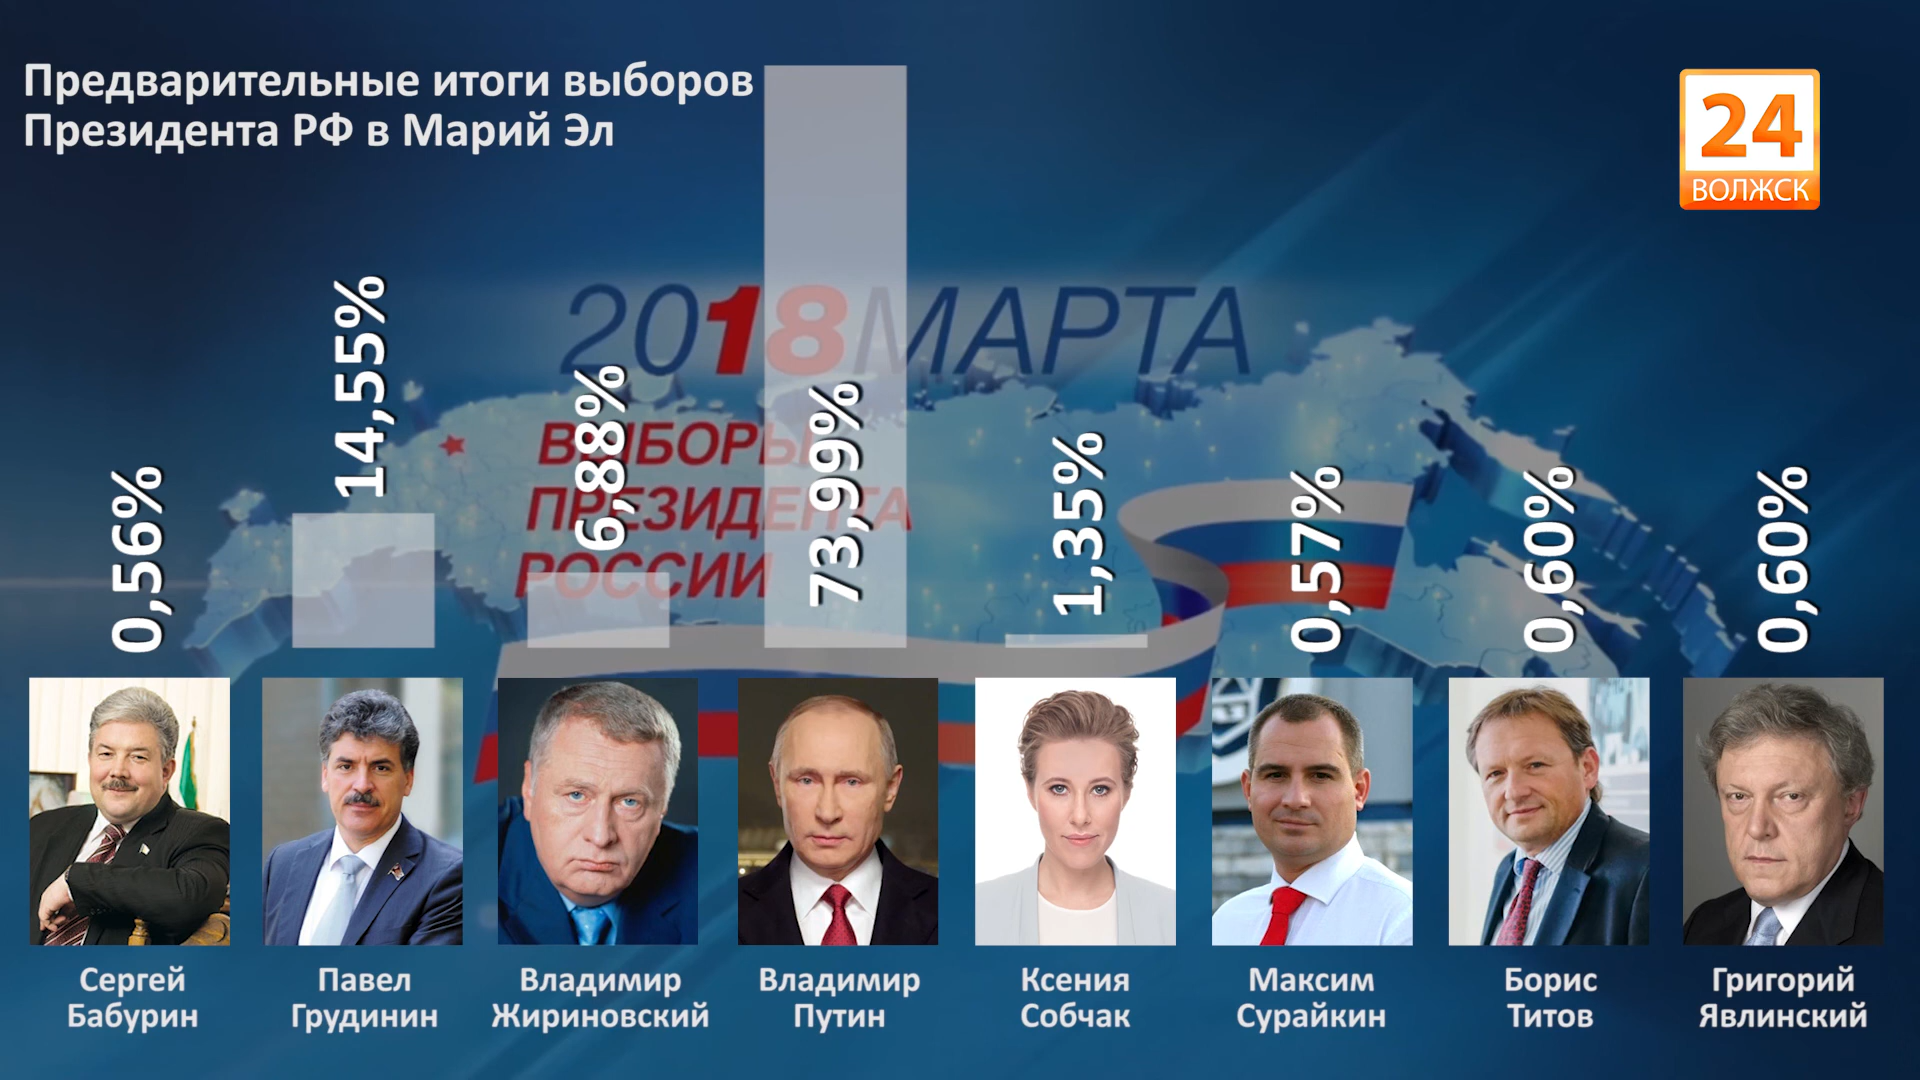 Предварительные итоги выборов
Президента РФ в Марий Эл
24
ВОЛЖСК
2018 МАРТА
ВЫБОРЫ
ПРЕЗИДЕНТА
РОССИИ
0,56%
14,55%
6,88%
73,99%
1,35%
0,57%
0,60%
0,60%
Сергей
Бабурин
Павел
Грудинин
Владимир
Жириновский
Владимир
Путин
Ксения
Собчак
Максим
Сурайкин
Борис
Титов
Григорий
Явлинский